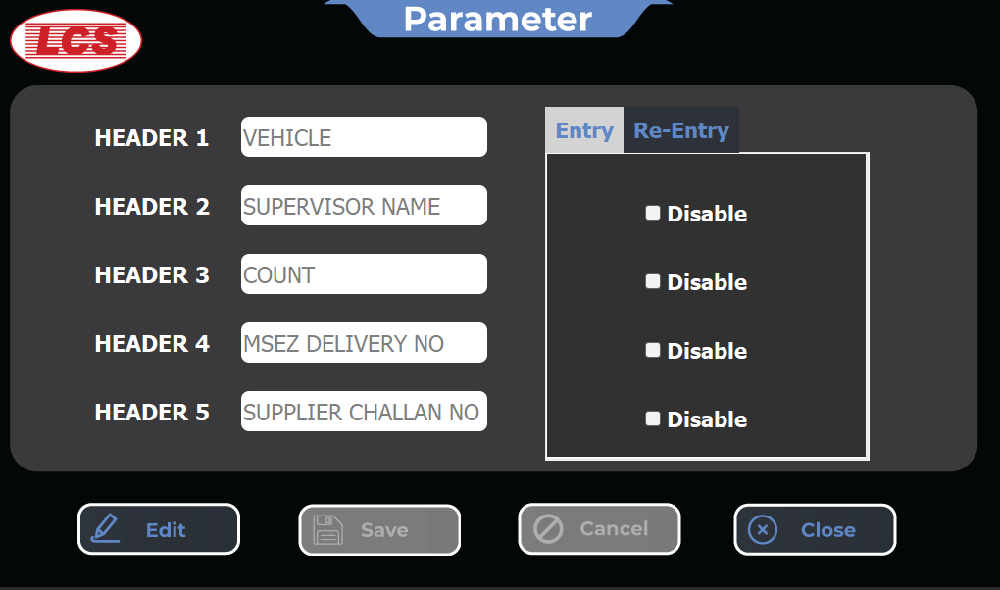 Parameter
LCS
HEADER 1 VEHICLE
HEADER 2 SUPERVISOR NAME
HEADER 3 COUNT
HEADER 4 MSEZ DELIVERY NO
HEADER 5 SUPPLIER CHALLAN NO
Entry Re-Entry
Disable
Disable
Disable
Disable
Edit Save Cancel Close